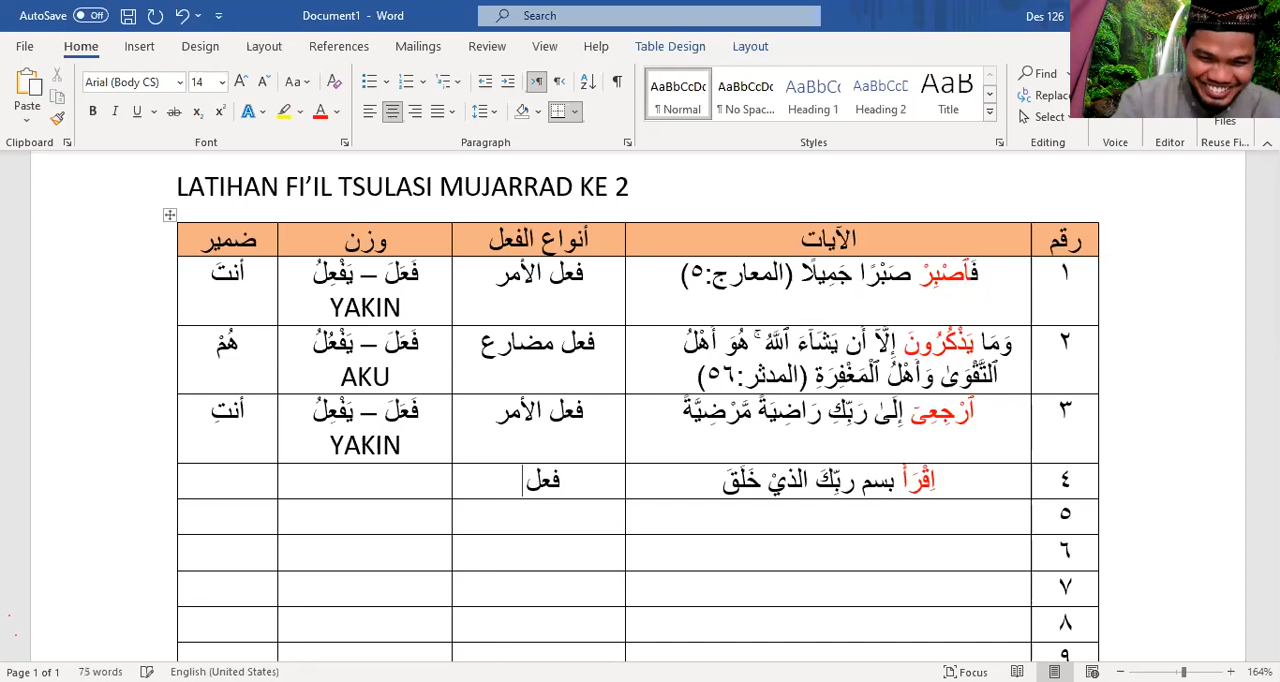 AutoSave Off Document1 - Word Search Des 126
File Home Insert Design Layout References Mailings Review View Help Table Design Layout
Paste Arial (Body CS) 14 Aa
AaBbCcDc AaBbCcDc AaBbC AaBbCcD AaB
¶ Normal ¶ No Spac... Heading 1 Heading 2 Title
Find
Replace
Select
Files
Clipboard Font Paragraph Styles Editing Voice Editor Reuse Fi...
LATIHAN FI’IL TSULASI MUJARRAD KE 2
رقم الآيات أنواع الفعل وزن ضمير
١ فَٱصْبِرْ صَبْرًا جَمِيلًا (المعارج:٥) فعل الأمر فَعَلَ – يَفْعِلُ أنتَ
YAKIN
٢ وَمَا يَذْكُرُونَ إِلَّآ أَن يَشَآءَ ٱللَّهُ ۚ هُوَ أَهْلُ فعل مضارع فَعَلَ – يَفْعُلُ هُمْ
ٱلتَّقْوَىٰ وَأَهْلُ ٱلْمَغْفِرَةِ (المدثر:٥٦) AKU
٣ ٱرْجِعِىٓ إِلَىٰ رَبِّكِ رَاضِيَةً مَّرْضِيَّةً فعل الأمر فَعَلَ – يَفْعِلُ أنتِ
YAKIN
٤ اِقْرَأْ بسم ربِّكَ الذيْ خَلَقَ فعل
٥
٦
٧
٨
٩
Page 1 of 1 75 words English (United States) Focus 164%